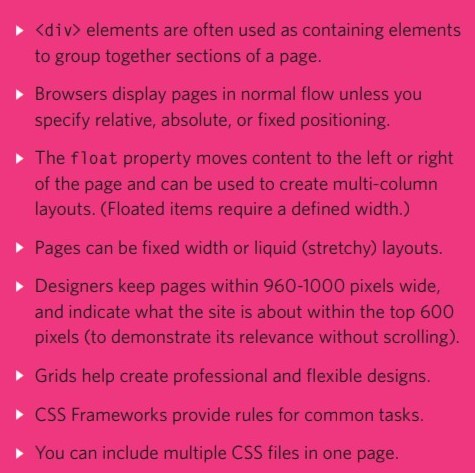 <div> elements are often used as containing elements
to group together sections of a page.
Browsers display pages in normal flow unless you
specify relative, absolute, or fixed positioning.
The float property moves content to the left or right
of the page and can be used to create multi-column
layouts. (Floated items require a defined width.)
Pages can be fixed width or liquid (stretchy) layouts.
Designers keep pages within 960-1000 pixels wide,
and indicate what the site is about within the top 600
pixels (to demonstrate its relevance without scrolling).
Grids help create professional and flexible designs.
CSS Frameworks provide rules for common tasks.
You can include multiple CSS files in one page.